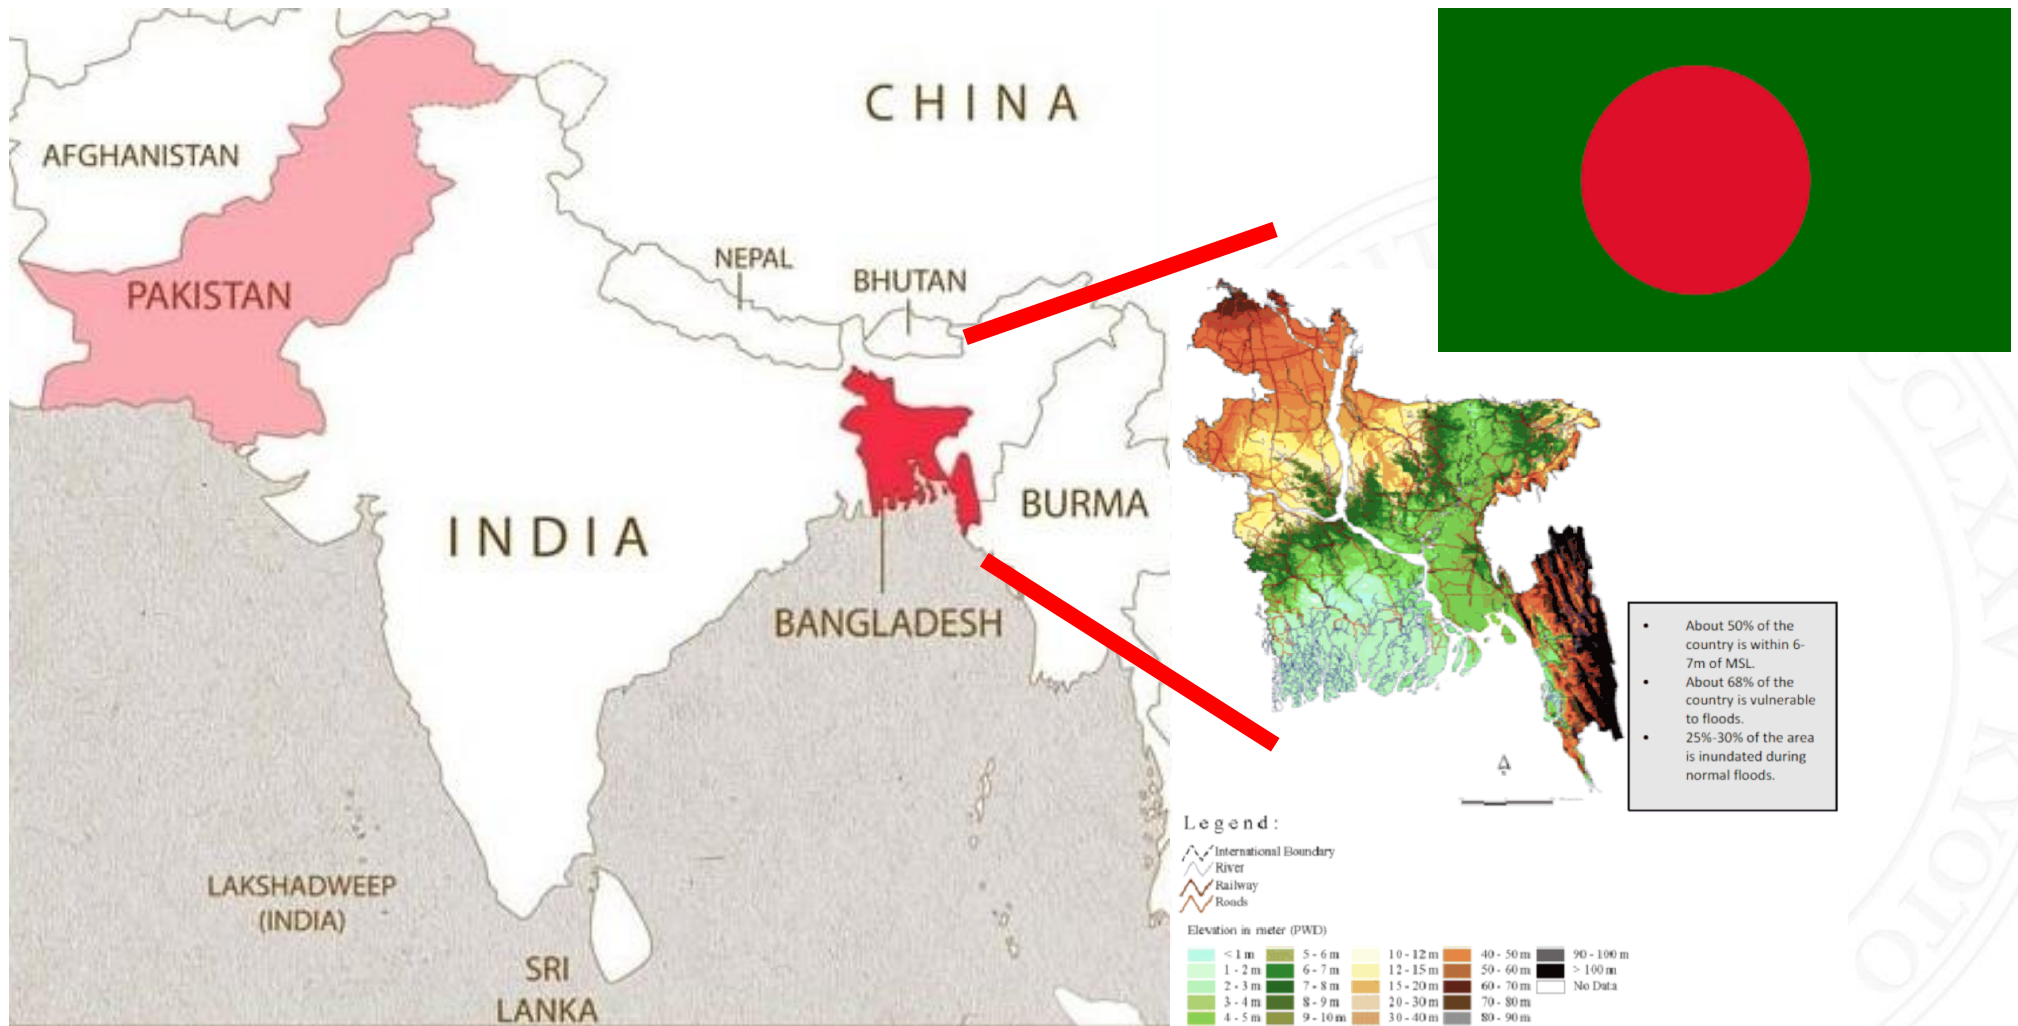 CHINA
AFGHANISTAN
PAKISTAN
NEPAL
BHUTAN
INDIA
BURMA
BANGLADESH
LAKSHADWEEP
(INDIA)
SRI
LANKA
• About 50% of the
country is within 6-
7m of MSL.
• About 68% of the
country is vulnerable
to floods.
• 25%-30% of the area
is inundated during
normal floods.
Legend:
International Boundary
River
Railway
Roads
Elevation in meter (PWD)
< 1 m
1 - 2 m
2 - 3 m
3 - 4 m
4 - 5 m
5 - 6 m
6 - 7 m
7 - 8 m
8 - 9 m
9 - 10 m
10 - 12 m
12 - 15 m
15 - 20 m
20 - 30 m
30 - 40 m
40 - 50 m
50 - 60 m
60 - 70 m
70 - 80 m
80 - 90 m
90 - 100 m
> 100 m
No Data
KYOTO